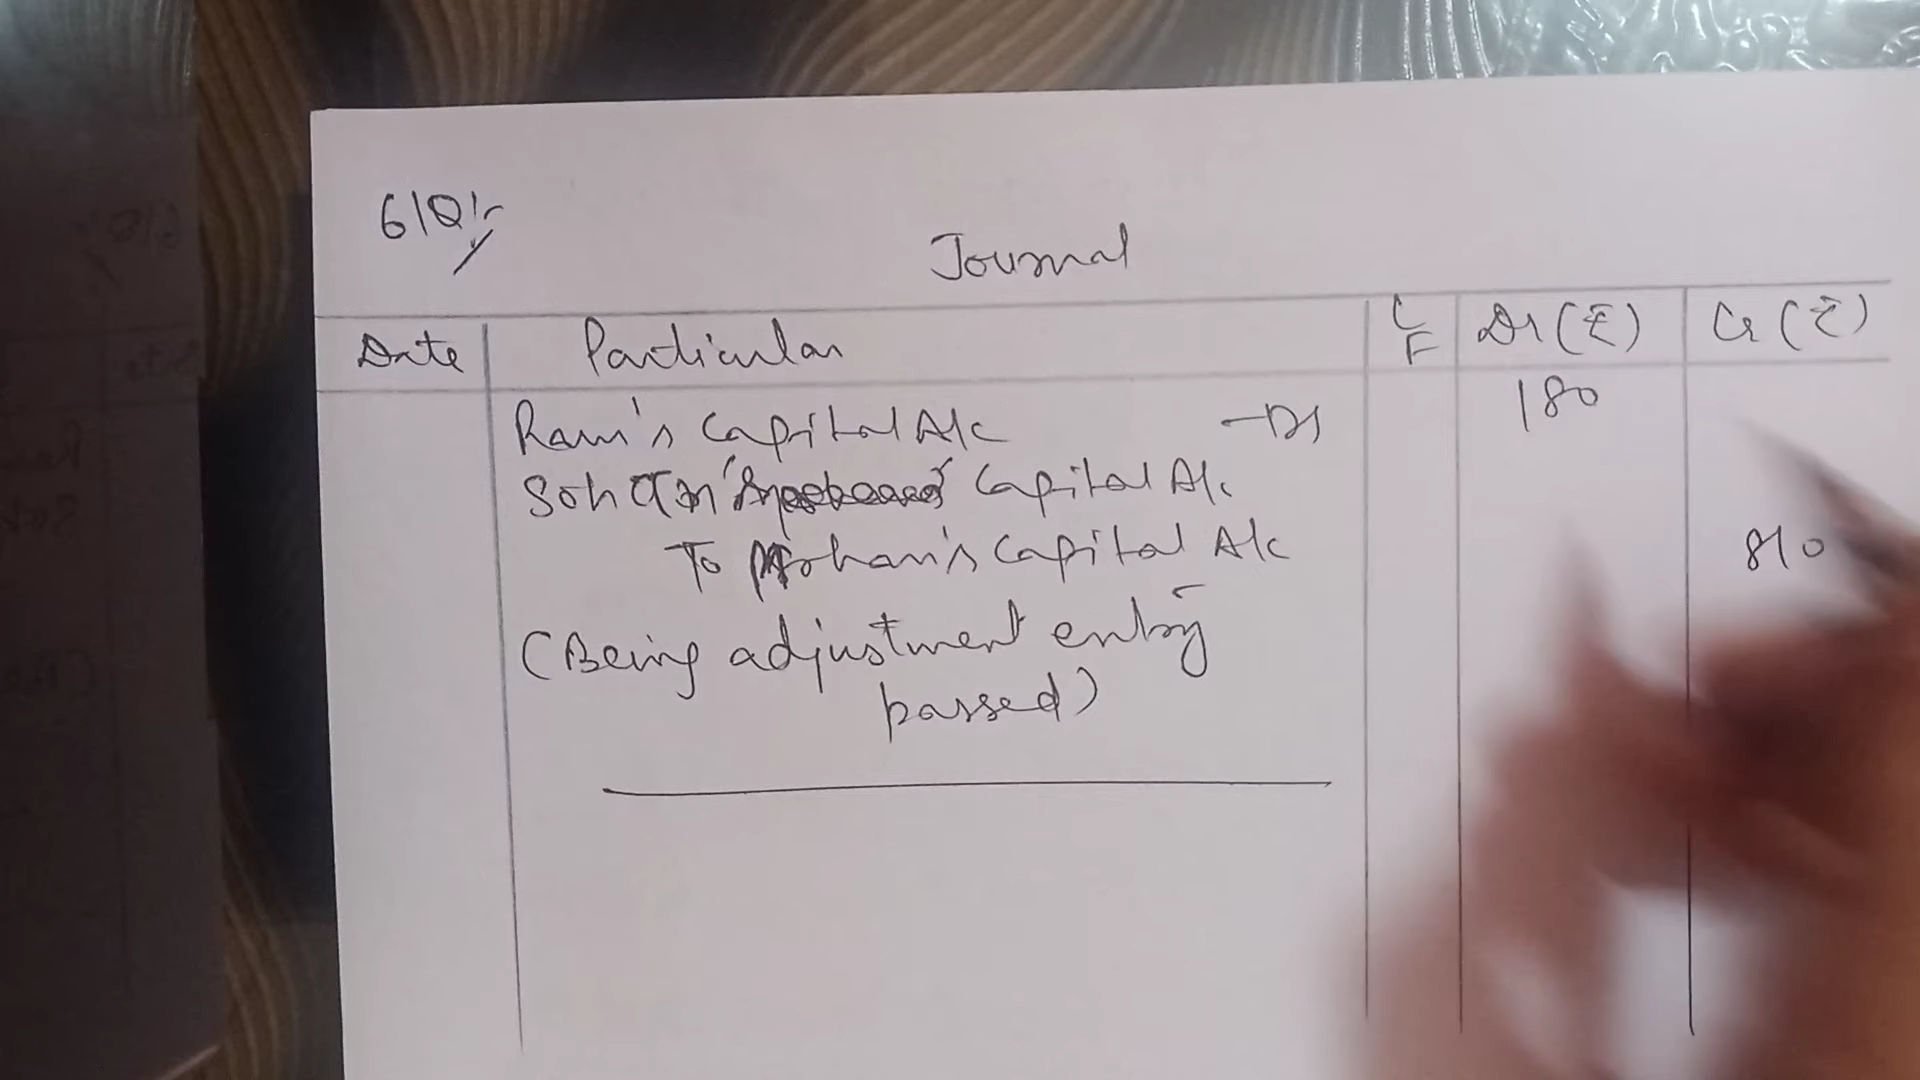 6/Q/r
Journal
Date Particular L F Dr (₹) Cr (₹)
Ram's Capital A/c —Dr 180
Sohan Capital A/c
To Mohan's Capital A/c 810
(Being adjustment entry
passed)